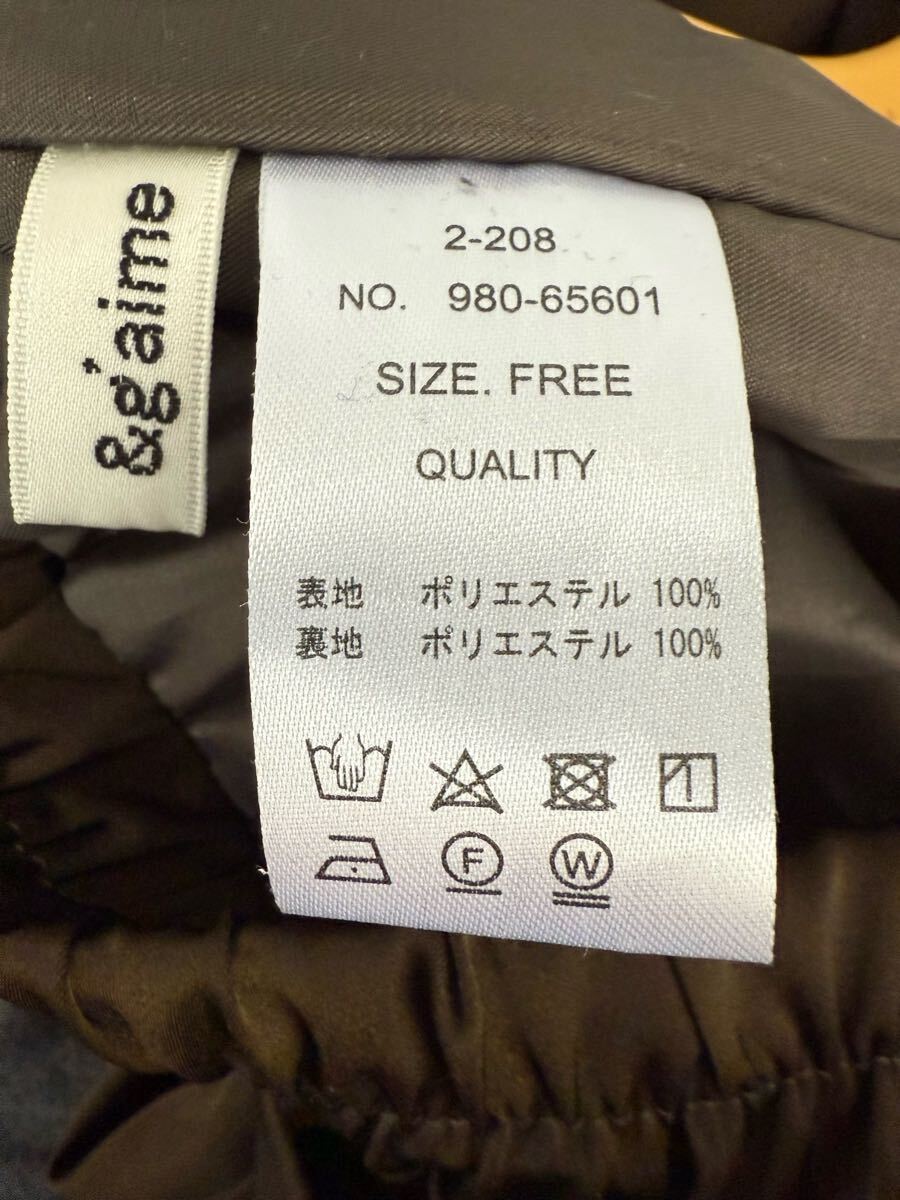 &g'aime
2-208
NO. 980-65601
SIZE. FREE
QUALITY
表地 ポリエステル 100%
裏地 ポリエステル 100%
F W